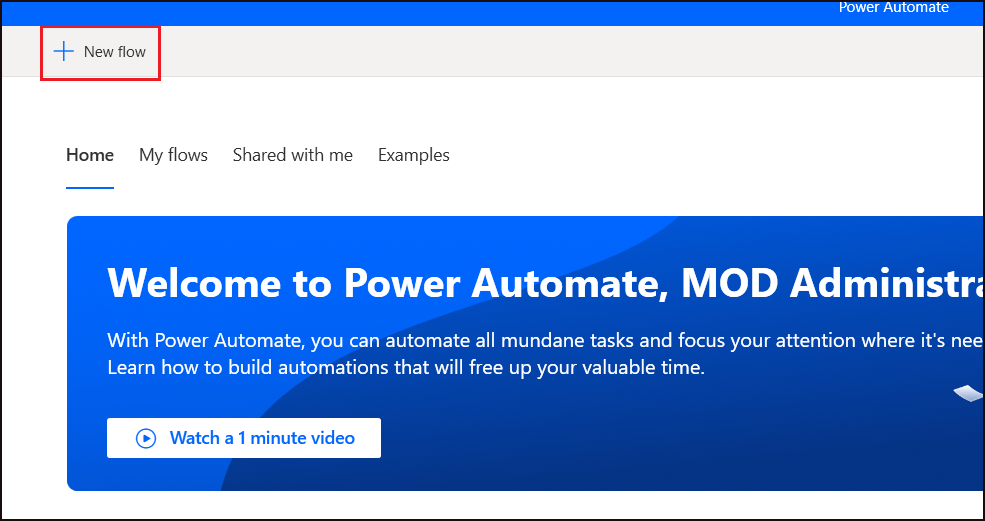 Power Automate
New flow
Home My flows Shared with me Examples
Welcome to Power Automate, MOD Administra
With Power Automate, you can automate all mundane tasks and focus your attention where it's nee
Learn how to build automations that will free up your valuable time.
Watch a 1 minute video